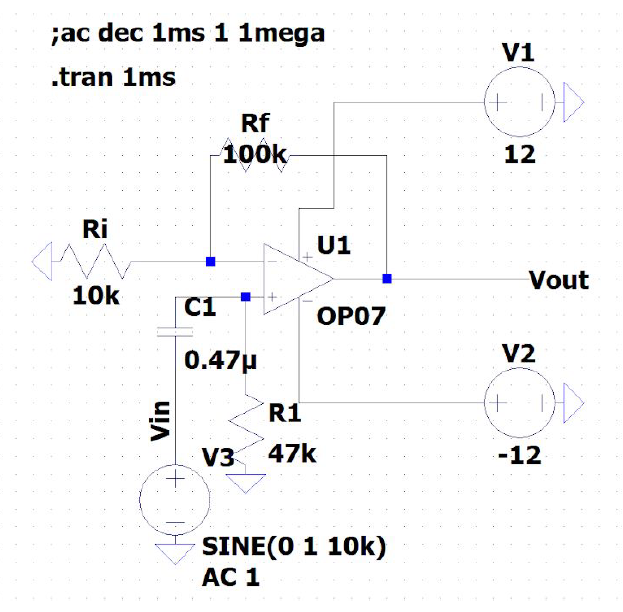 ;ac dec 1ms 1 1mega
.tran 1ms
V1
12
Rf
100k
Ri
10k
U1
OP07
Vout
C1
0.47µ
V2
-12
Vin
R1
47k
V3
SINE(0 1 10k)
AC 1